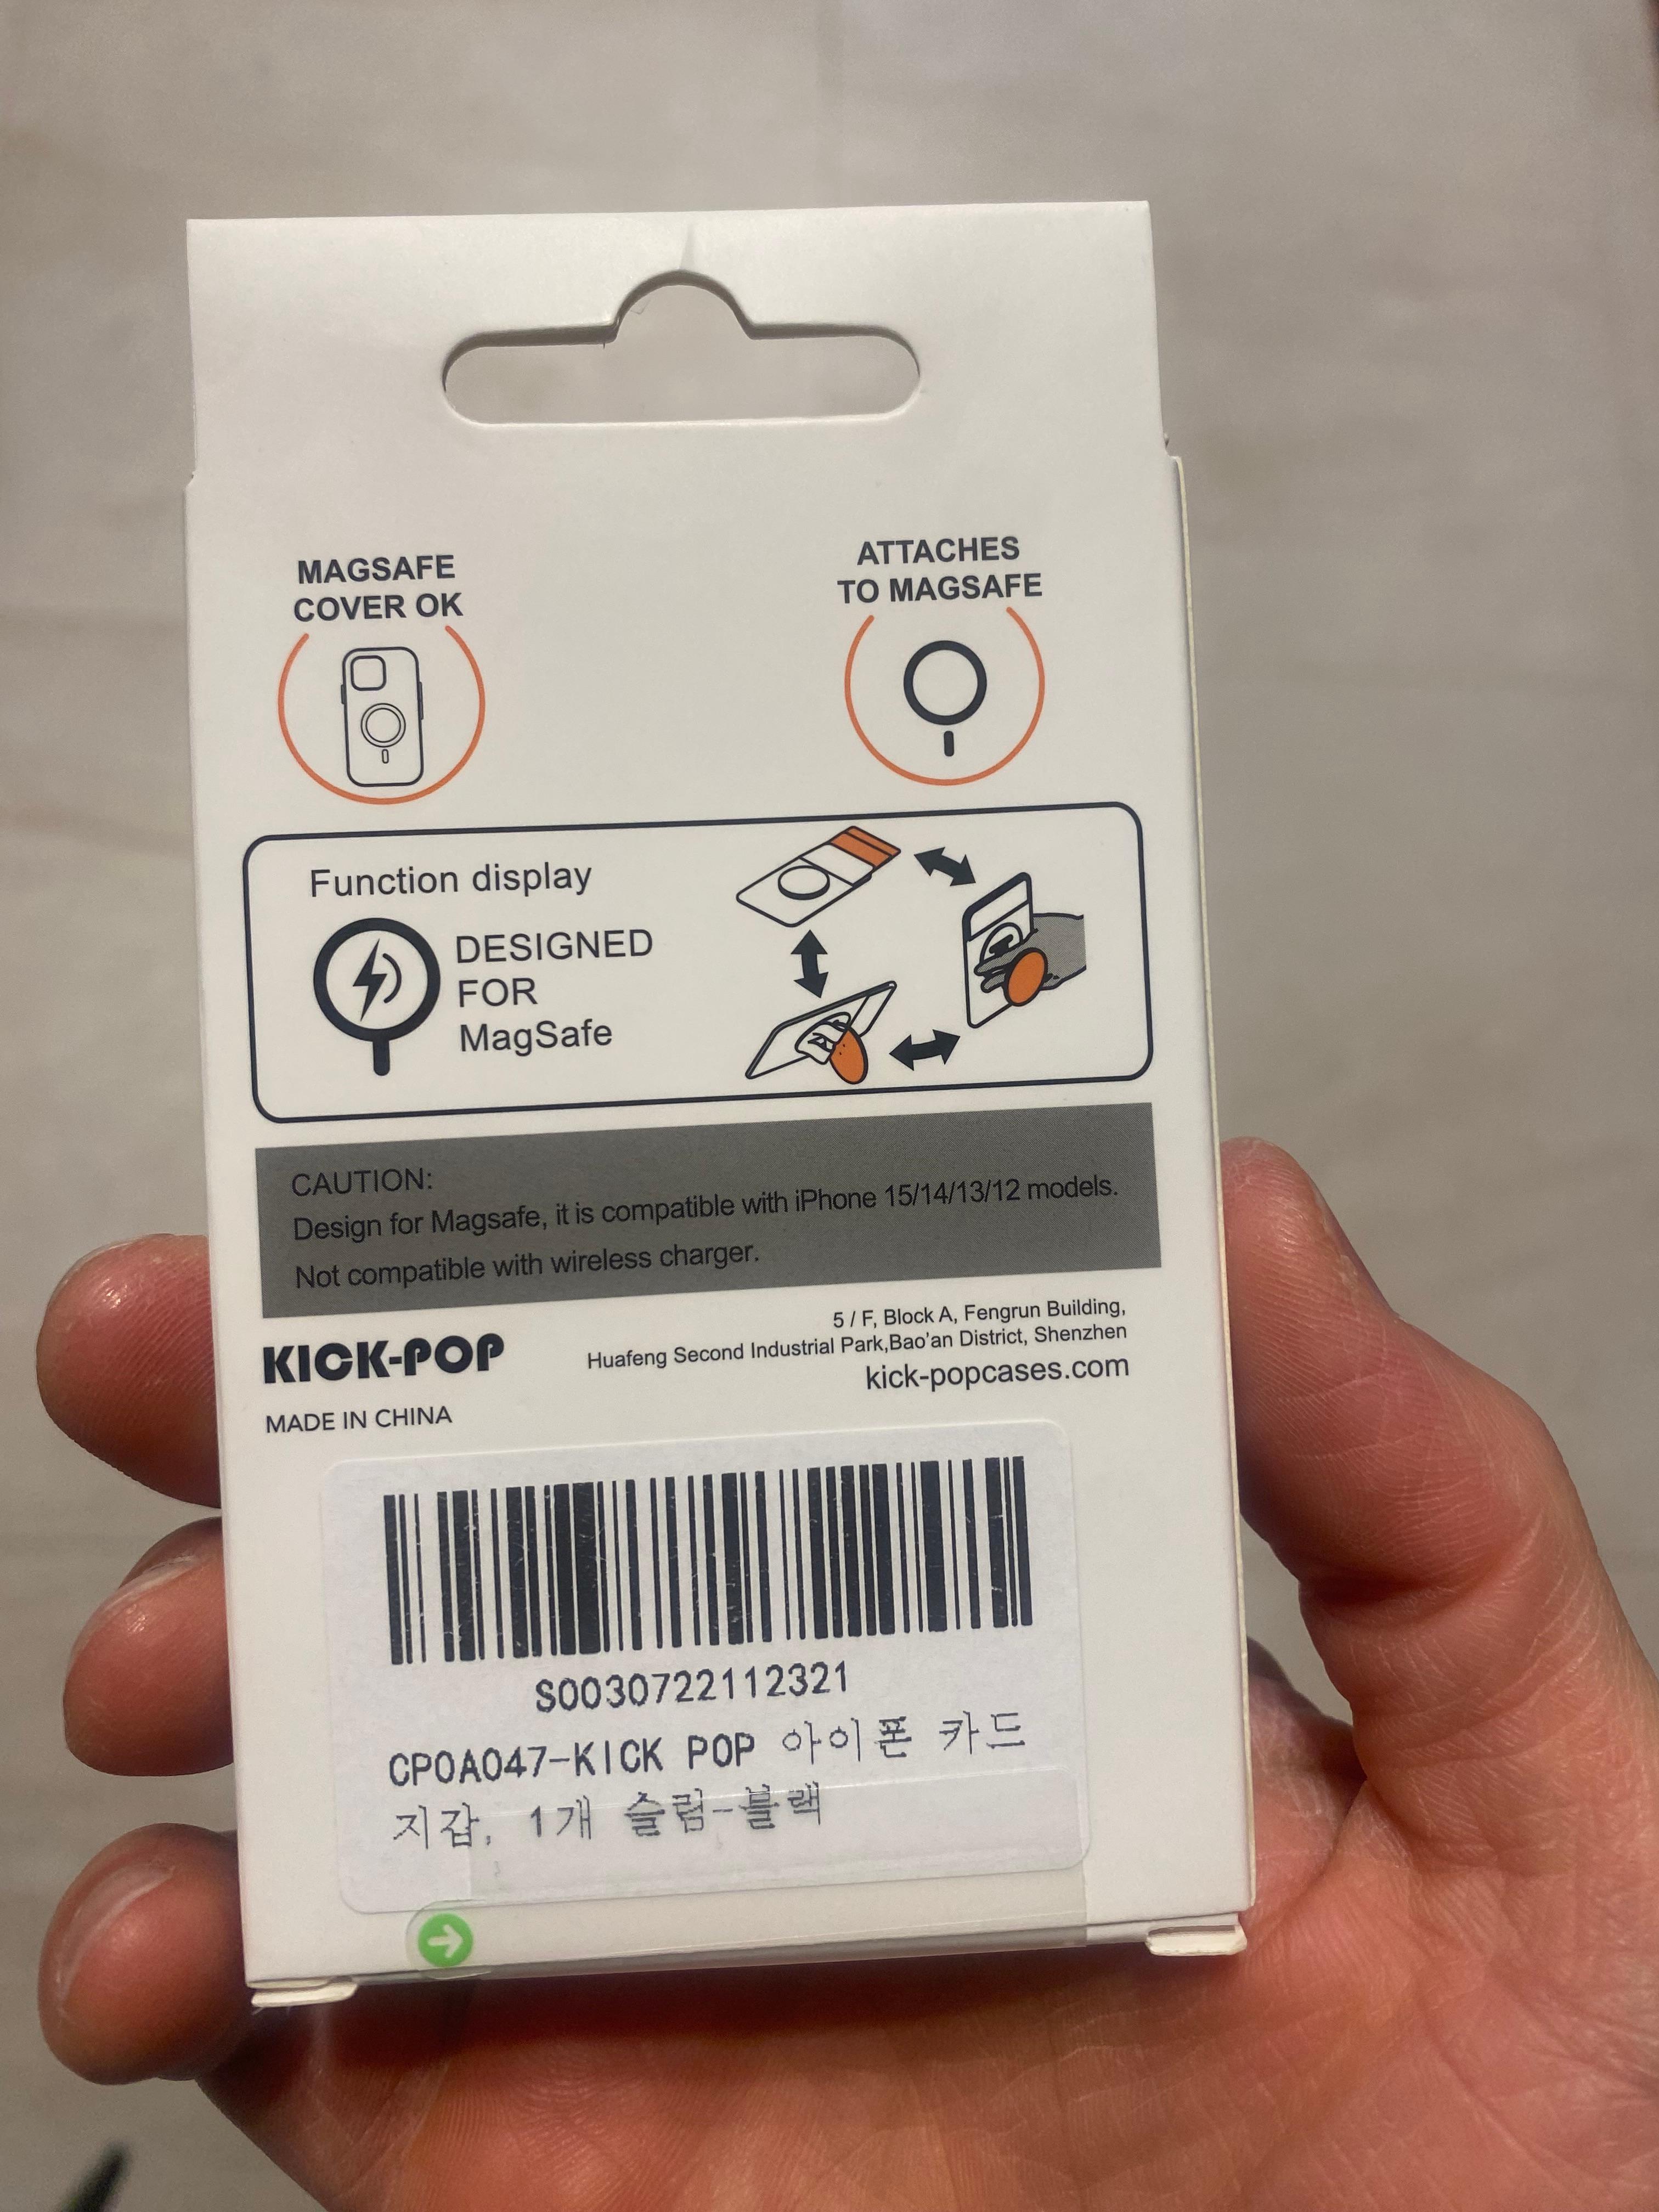 MAGSAFE
COVER OK
ATTACHES
TO MAGSAFE
Function display
DESIGNED
FOR
MagSafe
CAUTION:
Design for Magsafe, it is compatible with iPhone 15/14/13/12 models.
Not compatible with wireless charger.
KICK-POP
MADE IN CHINA
5 / F, Block A, Fengrun Building,
Huafeng Second Industrial Park,Bao'an District, Shenzhen
kick-popcases.com
S0030722112321
CPOA047-KICK POP 아이폰 카드
지갑, 1개 슬림-블랙